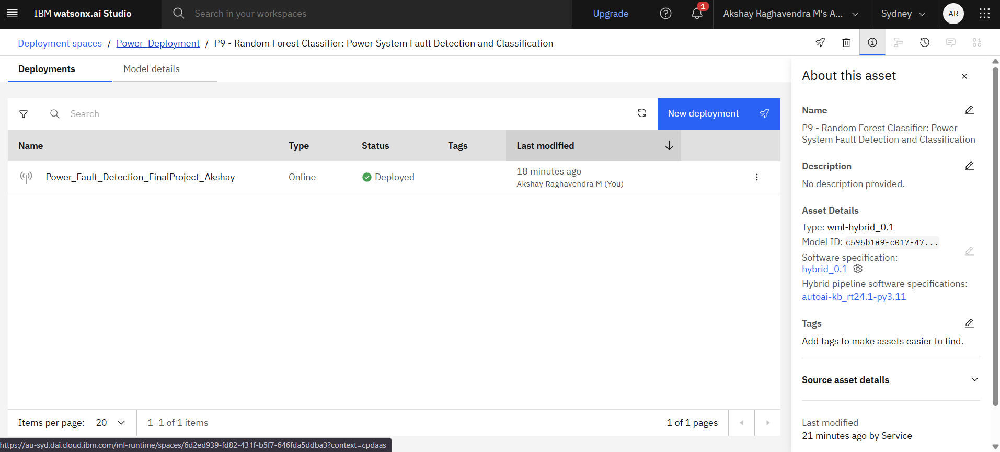 IBM watsonx.ai Studio
Search in your workspaces
Upgrade
1
Akshay Raghavendra M's A...
Sydney
AR
Deployment spaces / Power_Deployment / P9 - Random Forest Classifier: Power System Fault Detection and Classification
Deployments
Model details
Search
New deployment
Name
Type
Status
Tags
Last modified
Power_Fault_Detection_FinalProject_Akshay
Online
Deployed
18 minutes ago
Akshay Raghavendra M (You)
Items per page: 20
1–1 of 1 items
1 of 1 pages
https://au-syd.dai.cloud.ibm.com/ml-runtime/spaces/6d2ed939-fd82-431f-b5f7-646fda5ddba3?context=cpdaas
About this asset
Name
P9 - Random Forest Classifier: Power
System Fault Detection and Classification
Description
No description provided.
Asset Details
Type: wml-hybrid_0.1
Model ID: c595b1a9-c017-47...
Software specification:
hybrid_0.1
Hybrid pipeline software specifications:
autoai-kb_rt24.1-py3.11
Tags
Add tags to make assets easier to find.
Source asset details
Last modified
21 minutes ago by Service